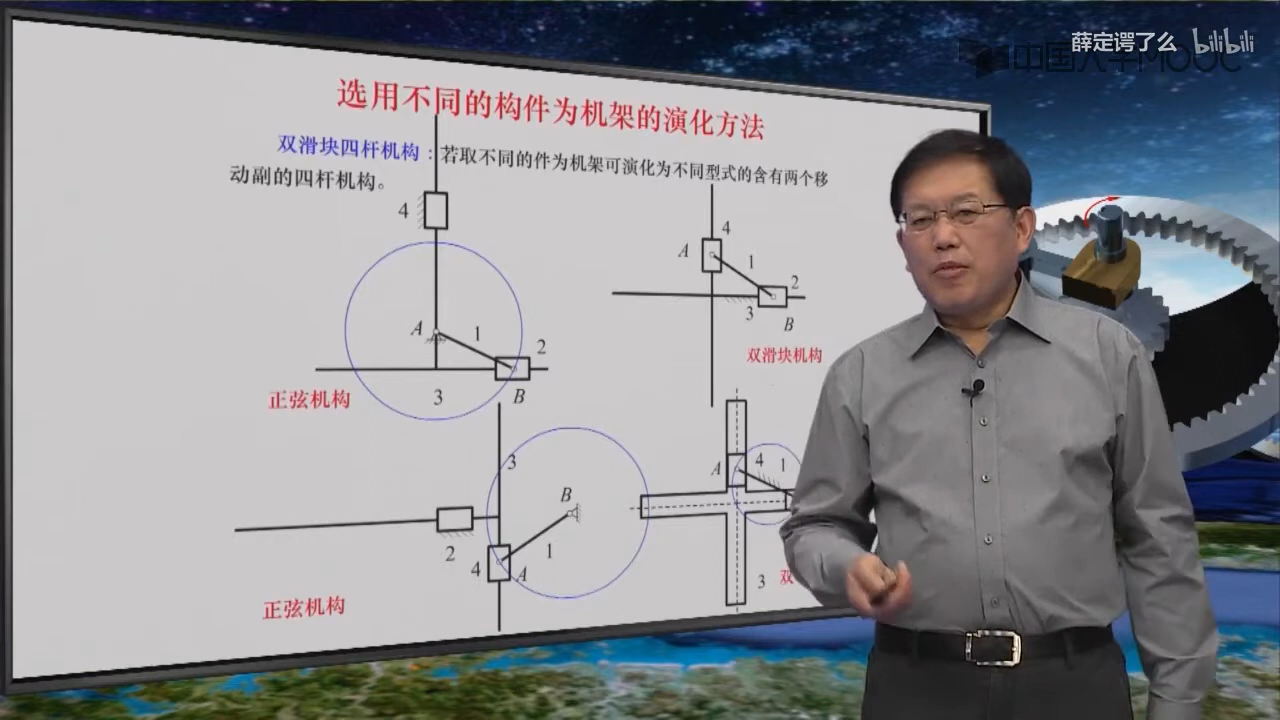 薛定谔了么 bilibili
中国大学MOOC
选用不同的构件为机架的演化方法
双滑块四杆机构：若取不同的件为机架可演化为不同型式的含有两个移
动副的四杆机构。
4
A
1
2
3
B
正弦机构
4
A
1
2
3
B
双滑块机构
3
B
2
1
4
A
正弦机构
A
4
1
3
双